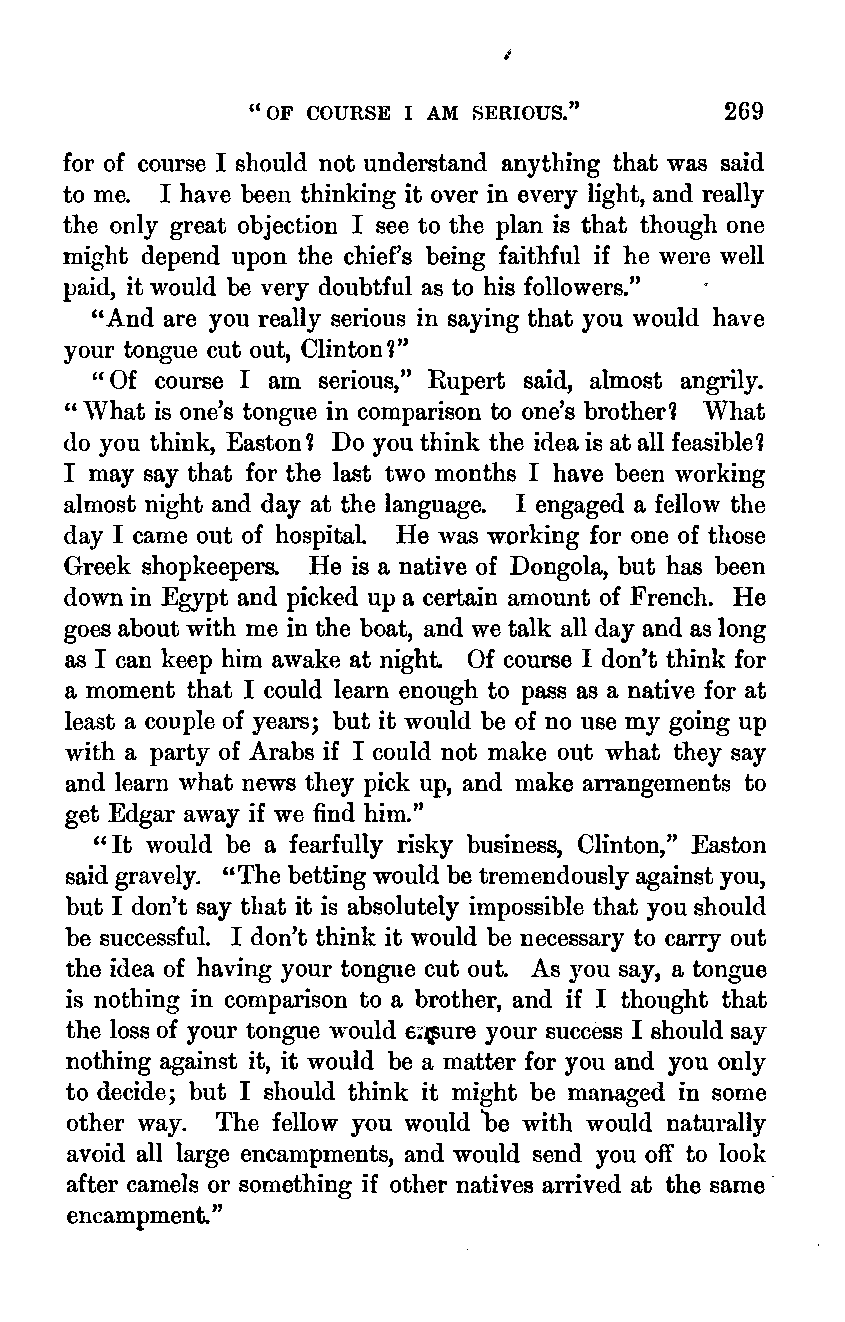 "OF COURSE I AM SERIOUS." 269
for of course I should not understand anything that was said
to me. I have been thinking it over in every light, and really
the only great objection I see to the plan is that though one
might depend upon the chief's being faithful if he were well
paid, it would be very doubtful as to his followers."
"And are you really serious in saying that you would have
your tongue cut out, Clinton?"
"Of course I am serious," Rupert said, almost angrily.
"What is one's tongue in comparison to one's brother? What
do you think, Easton? Do you think the idea is at all feasible?
I may say that for the last two months I have been working
almost night and day at the language. I engaged a fellow the
day I came out of hospital. He was working for one of those
Greek shopkeepers. He is a native of Dongola, but has been
down in Egypt and picked up a certain amount of French. He
goes about with me in the boat, and we talk all day and as long
as I can keep him awake at night. Of course I don't think for
a moment that I could learn enough to pass as a native for at
least a couple of years; but it would be of no use my going up
with a party of Arabs if I could not make out what they say
and learn what news they pick up, and make arrangements to
get Edgar away if we find him."
"It would be a fearfully risky business, Clinton," Easton
said gravely. "The betting would be tremendously against you,
but I don't say that it is absolutely impossible that you should
be successful. I don't think it would be necessary to carry out
the idea of having your tongue cut out. As you say, a tongue
is nothing in comparison to a brother, and if I thought that
the loss of your tongue would ensure your success I should say
nothing against it, it would be a matter for you and you only
to decide; but I should think it might be managed in some
other way. The fellow you would be with would naturally
avoid all large encampments, and would send you off to look
after camels or something if other natives arrived at the same
encampment."